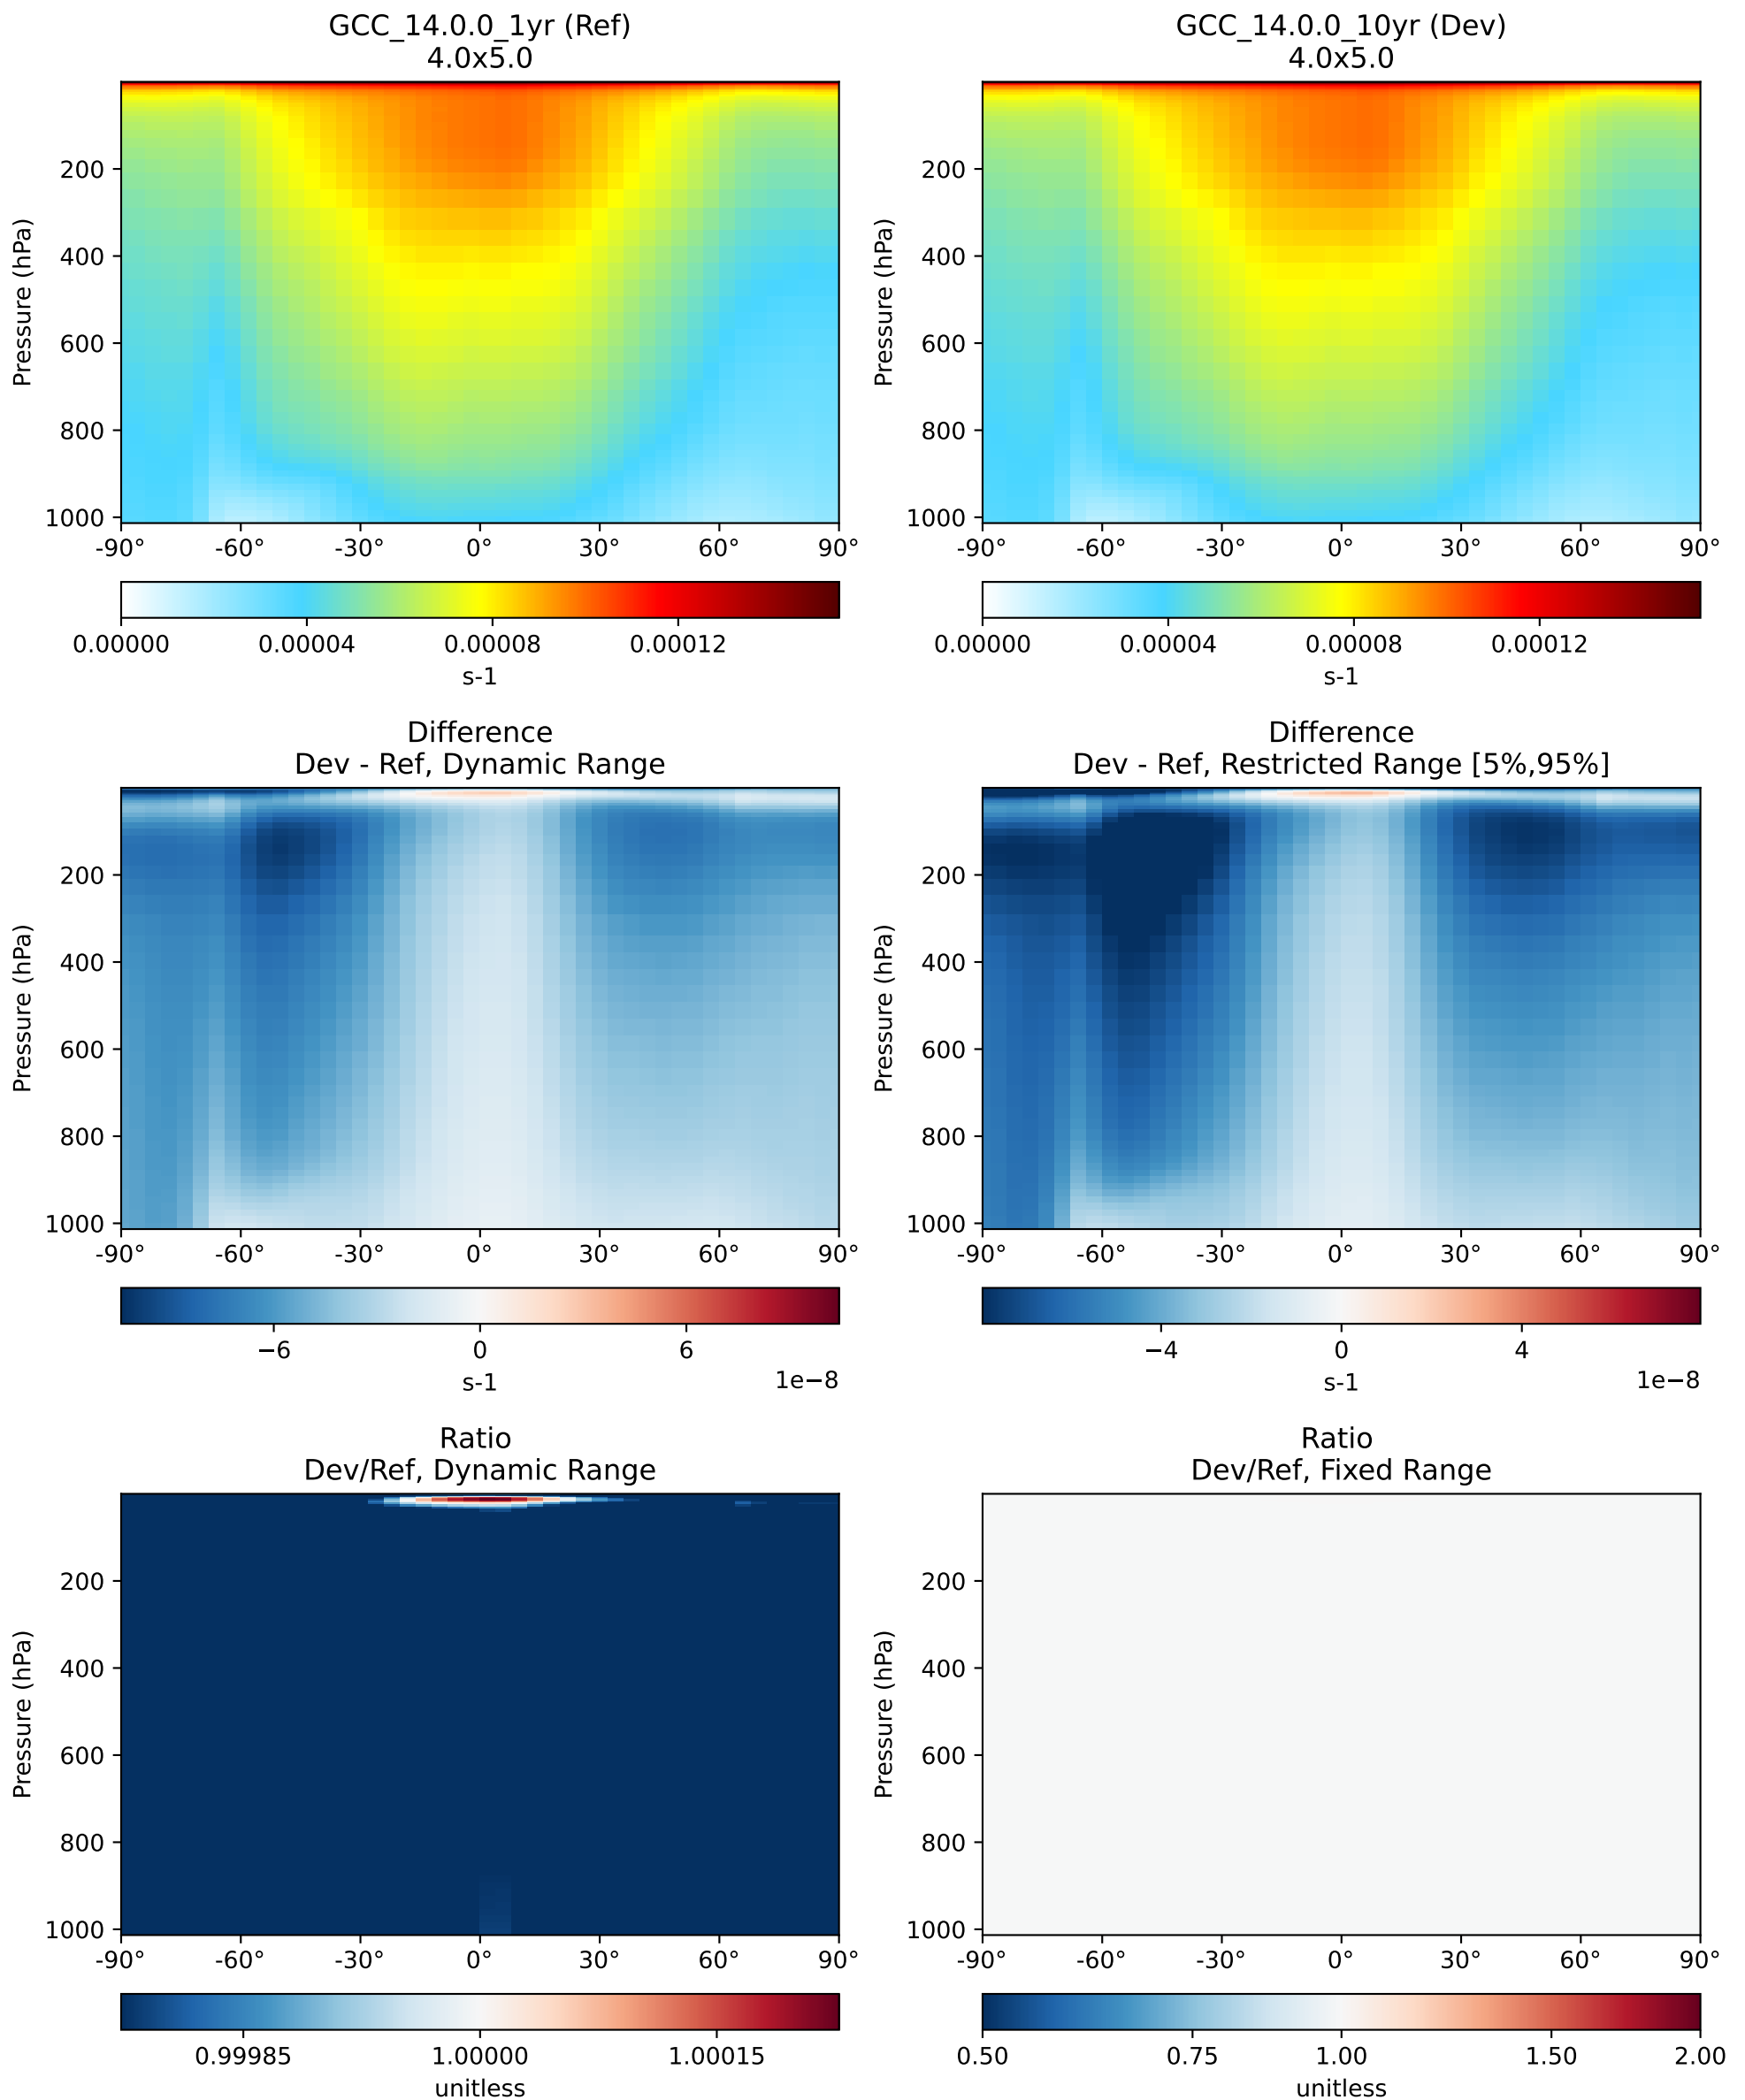 GCC_14.0.0_1yr (Ref)
4.0x5.0
GCC_14.0.0_10yr (Dev)
4.0x5.0
Pressure (hPa)
200
400
600
800
1000
-90° -60° -30° 0° 30° 60° 90°
0.00000 0.00004 0.00008 0.00012
s-1
Pressure (hPa)
200
400
600
800
1000
-90° -60° -30° 0° 30° 60° 90°
0.00000 0.00004 0.00008 0.00012
s-1
Difference
Dev - Ref, Dynamic Range
Pressure (hPa)
200
400
600
800
1000
-90° -60° -30° 0° 30° 60° 90°
−6 0 6
s-1 1e−8
Difference
Dev - Ref, Restricted Range [5%,95%]
Pressure (hPa)
200
400
600
800
1000
-90° -60° -30° 0° 30° 60° 90°
−4 0 4
s-1 1e−8
Ratio
Dev/Ref, Dynamic Range
Pressure (hPa)
200
400
600
800
1000
-90° -60° -30° 0° 30° 60° 90°
0.99985 1.00000 1.00015
unitless
Ratio
Dev/Ref, Fixed Range
Pressure (hPa)
200
400
600
800
1000
-90° -60° -30° 0° 30° 60° 90°
0.50 0.75 1.00 1.50 2.00
unitless